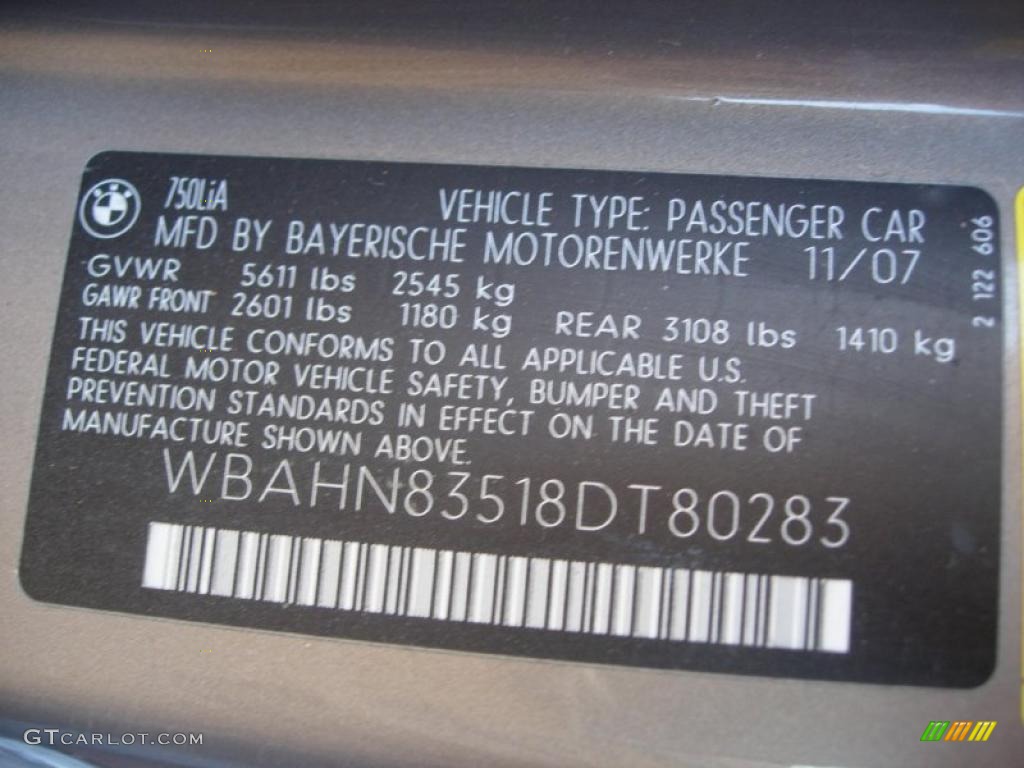 750LiA
VEHICLE TYPE: PASSENGER CAR
MFD BY BAYERISCHE MOTORENWERKE 11/07
GVWR 5611 lbs 2545 kg
GAWR FRONT 2601 lbs 1180 kg REAR 3108 lbs 1410 kg
THIS VEHICLE CONFORMS TO ALL APPLICABLE U.S.
FEDERAL MOTOR VEHICLE SAFETY, BUMPER AND THEFT
PREVENTION STANDARDS IN EFFECT ON THE DATE OF
MANUFACTURE SHOWN ABOVE.
WBAHN83518DT80283
2 122 606
GTCARLOT.COM